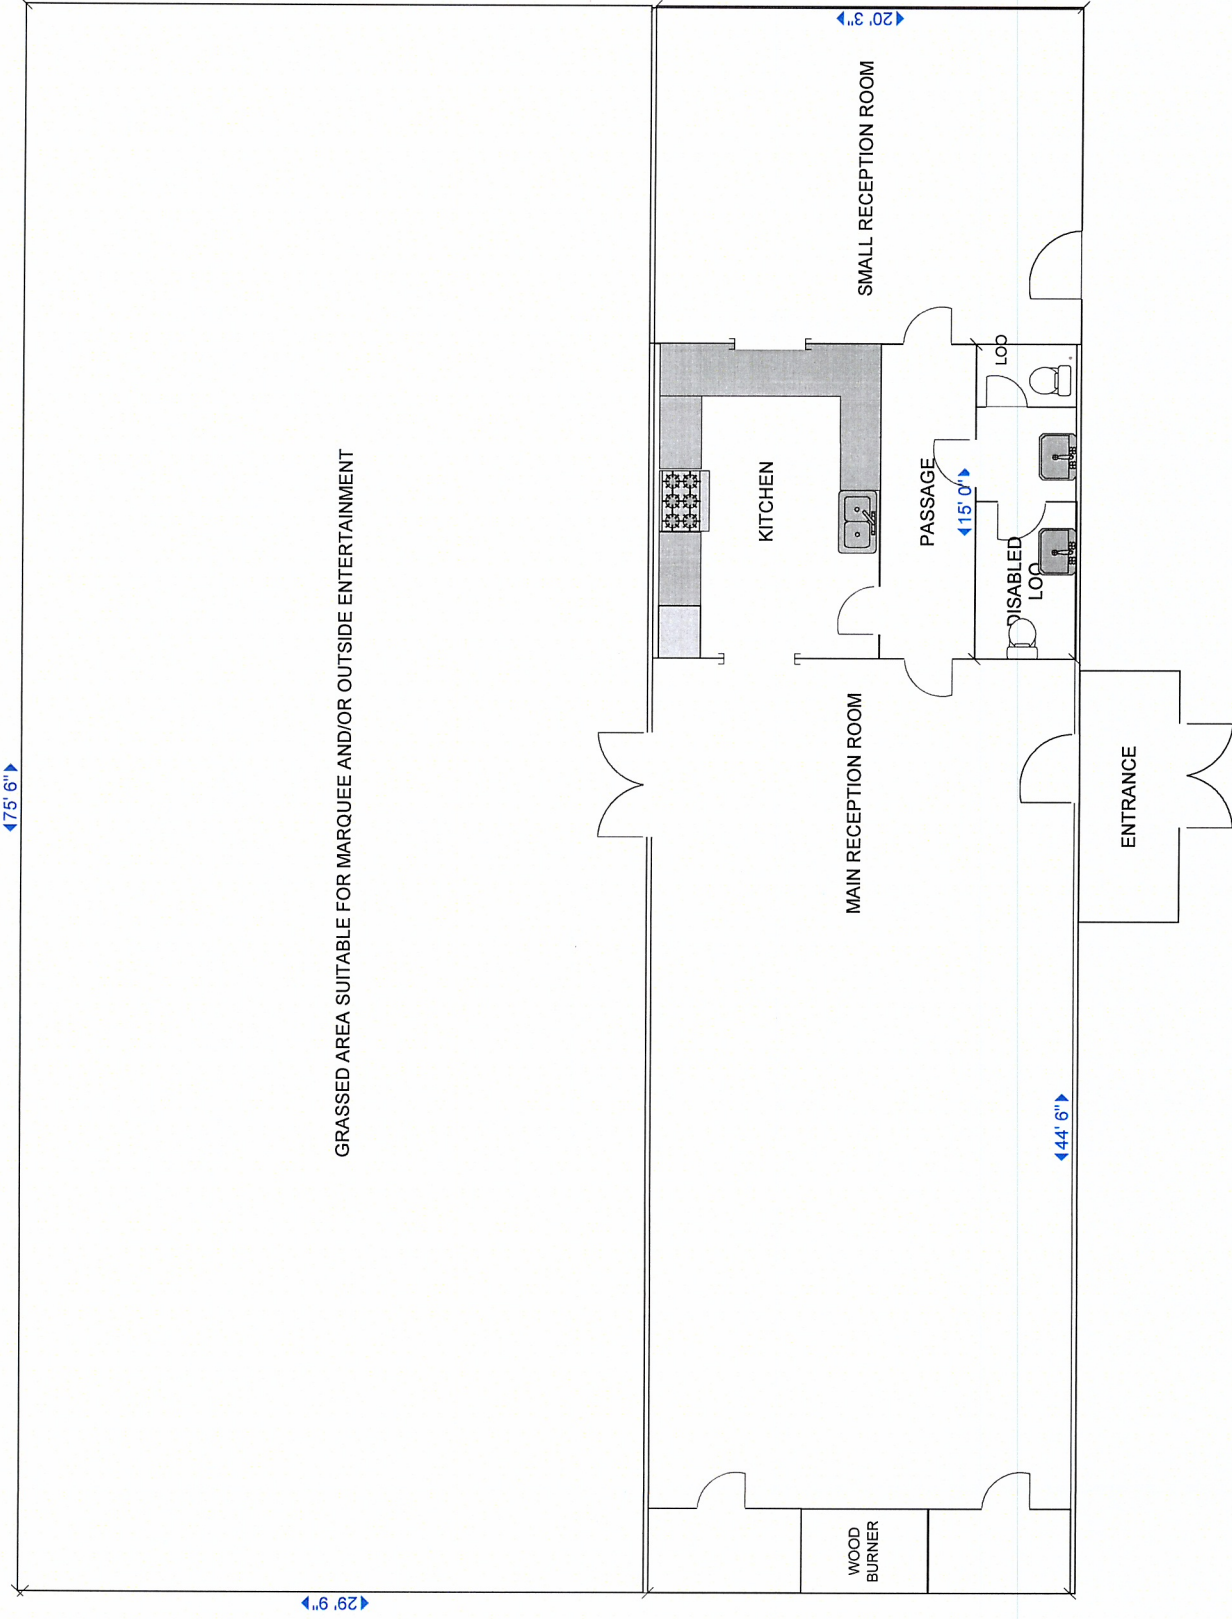 20' 3"
SMALL RECEPTION ROOM
LOO
KITCHEN
PASSAGE
15' 0"
DISABLED
LOO
GRASSED AREA SUITABLE FOR MARQUEE AND/OR OUTSIDE ENTERTAINMENT
75' 6"
MAIN RECEPTION ROOM
ENTRANCE
44' 6"
WOOD
BURNER
29' 9"